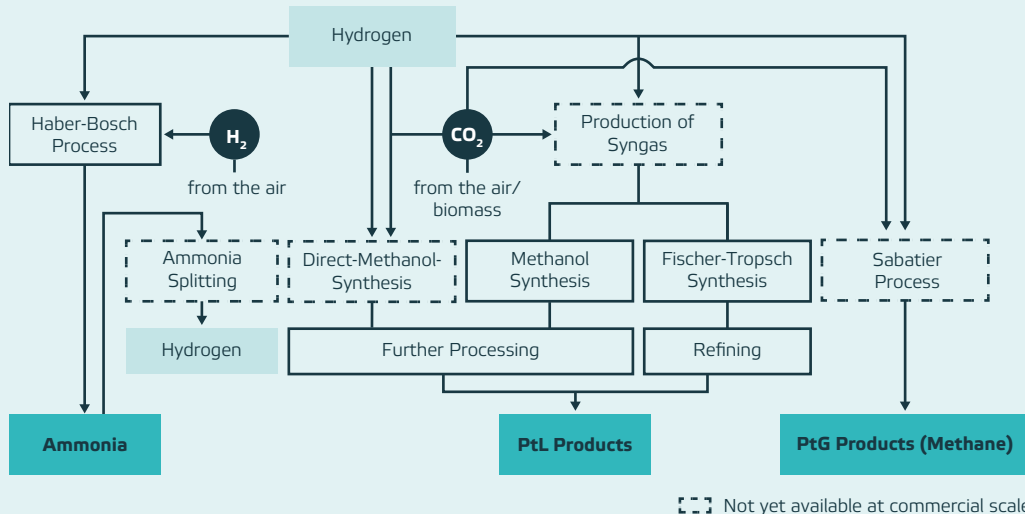 Hydrogen
Haber-Bosch
Process
H₂
from the air
CO₂
from the air/
biomass
Production of
Syngas
Ammonia
Splitting
Direct-Methanol-
Synthesis
Methanol
Synthesis
Fischer-Tropsch
Synthesis
Sabatier
Process
Hydrogen
Further Processing
Refining
Ammonia
PtL Products
PtG Products (Methane)
Not yet available at commercial scale